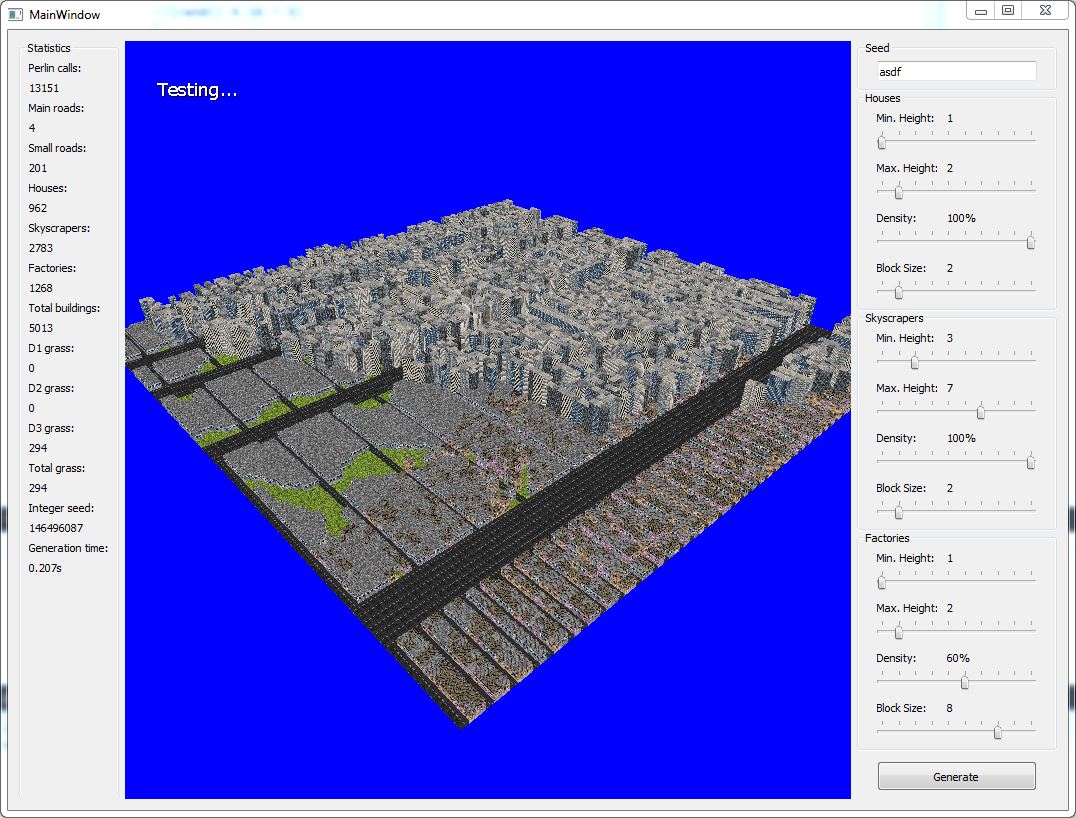 MainWindow
Statistics
Perlin calls:
13151
Main roads:
4
Small roads:
201
Houses:
962
Skyscrapers:
2783
Factories:
1268
Total buildings:
5013
D1 grass:
0
D2 grass:
0
D3 grass:
294
Total grass:
294
Integer seed:
146496087
Generation time:
0.207s
Testing...
Seed
asdf
Houses
Min. Height: 1
Max. Height: 2
Density: 100%
Block Size: 2
Skyscrapers
Min. Height: 3
Max. Height: 7
Density: 100%
Block Size: 2
Factories
Min. Height: 1
Max. Height: 2
Density: 60%
Block Size: 8
Generate